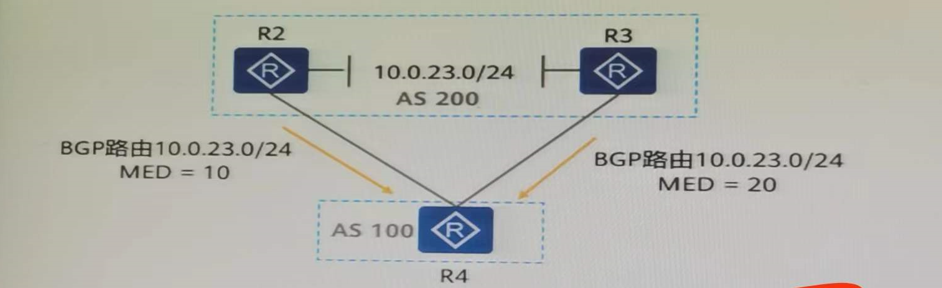 R2
R3
10.0.23.0/24
AS 200
BGP路由10.0.23.0/24
MED = 10
BGP路由10.0.23.0/24
MED = 20
AS 100
R4